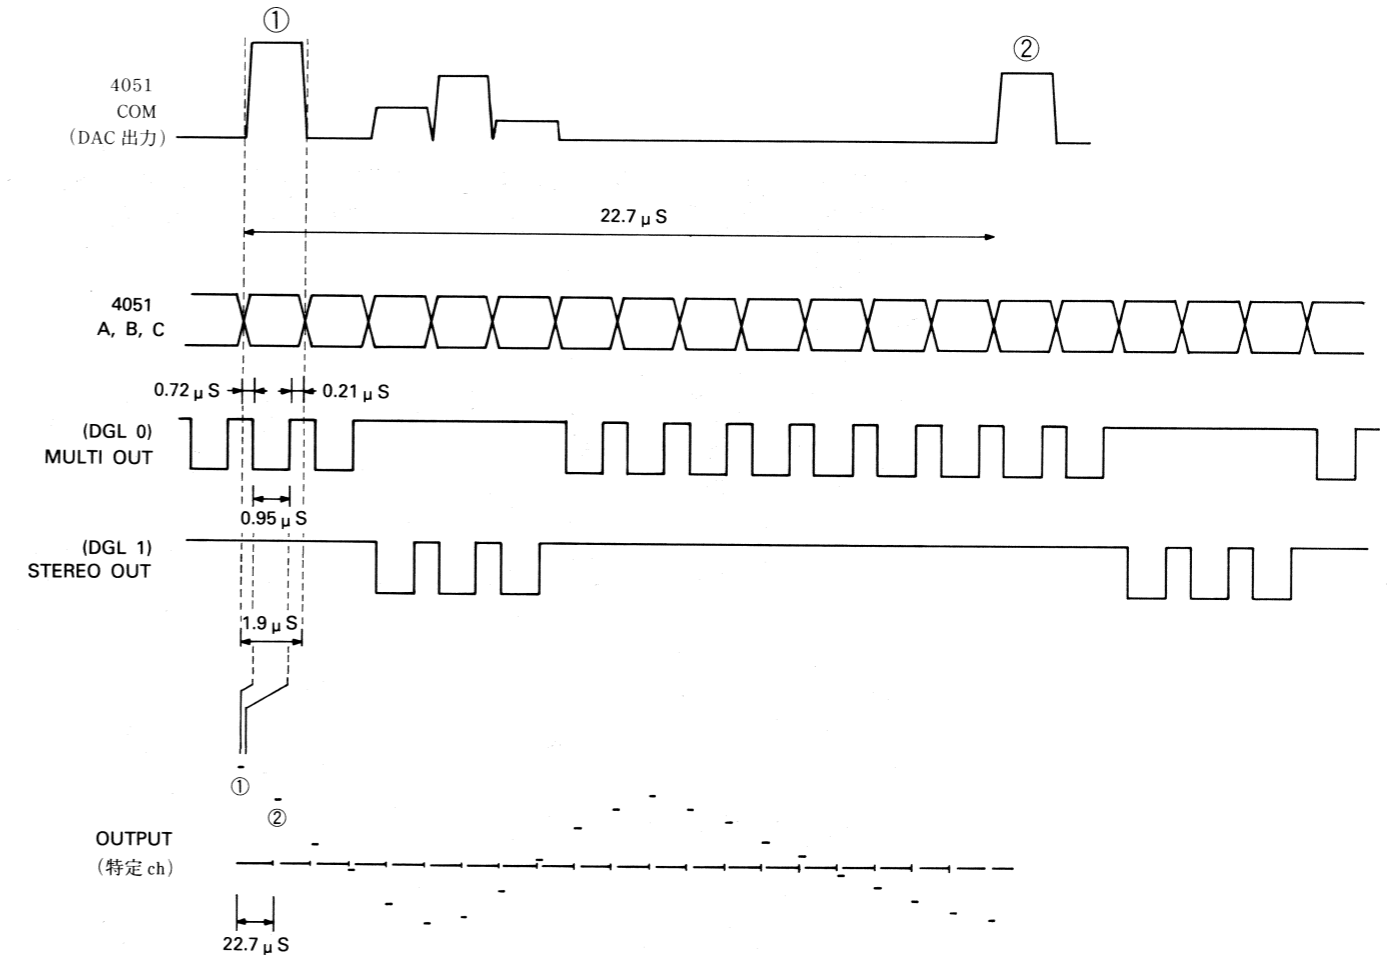 ①
②
4051
COM
(DAC 出力)
22.7 μ S
4051
A, B, C
0.72 μ S
0.21 μ S
(DGL 0)
MULTI OUT
0.95 μ S
(DGL 1)
STEREO OUT
1.9 μ S
①
②
OUTPUT
(特定 ch)
22.7 μ S